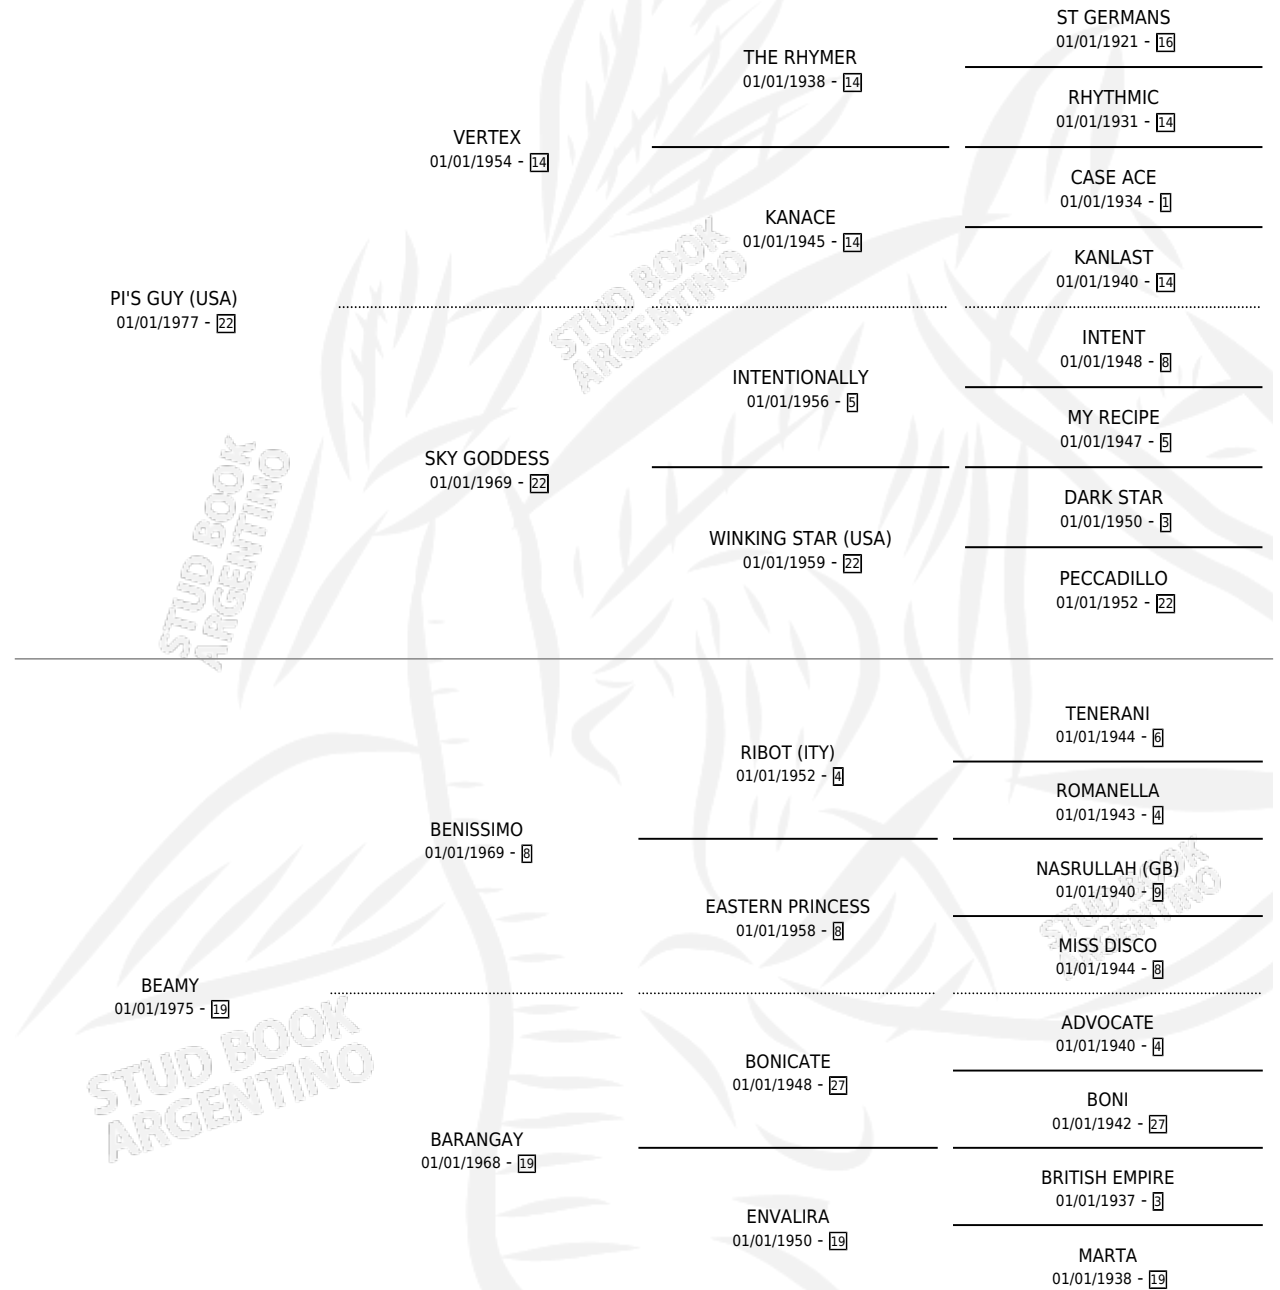 ST GERMANS
01/01/1921 - 16
THE RHYMER
01/01/1938 - 14
RHYTHMIC
01/01/1931 - 14
VERTEX
01/01/1954 - 14
CASE ACE
01/01/1934 - 1
KANACE
01/01/1945 - 14
KANLAST
01/01/1940 - 14
PI'S GUY (USA)
01/01/1977 - 22
STUD BOOK
ARGENTINO
INTENT
01/01/1948 - 8
INTENTIONALLY
01/01/1956 - 5
MY RECIPE
01/01/1947 - 5
SKY GODDESS
01/01/1969 - 22
DARK STAR
01/01/1950 - 3
WINKING STAR (USA)
01/01/1959 - 22
PECCADILLO
01/01/1952 - 22
STUD BOOK
ARGENTINO
TENERANI
01/01/1944 - 6
RIBOT (ITY)
01/01/1952 - 4
ROMANELLA
01/01/1943 - 4
BENISSIMO
01/01/1969 - 8
NASRULLAH (GB)
01/01/1940 - 9
EASTERN PRINCESS
01/01/1958 - 8
STUD BOOK
ARGENTINO
MISS DISCO
01/01/1944 - 8
BEAMY
01/01/1975 - 19
STUD BOOK
ARGENTINO
ADVOCATE
01/01/1940 - 4
BONICATE
01/01/1948 - 27
BONI
01/01/1942 - 27
BARANGAY
01/01/1968 - 19
BRITISH EMPIRE
01/01/1937 - 3
ENVALIRA
01/01/1950 - 19
MARTA
01/01/1938 - 19